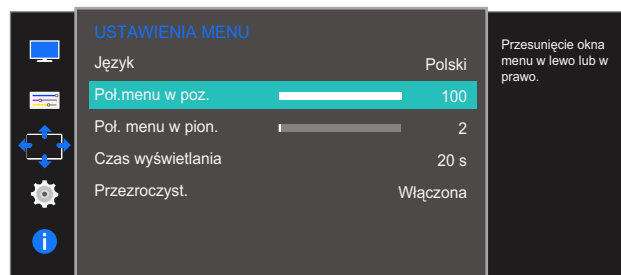 USTAWIENIA MENU
Język Polski
Poł.menu w poz. 100
Poł. menu w pion. 2
Czas wyświetlania 20 s
Przezroczyst. Włączona
Przesunięcie okna
menu w lewo lub w
prawo.